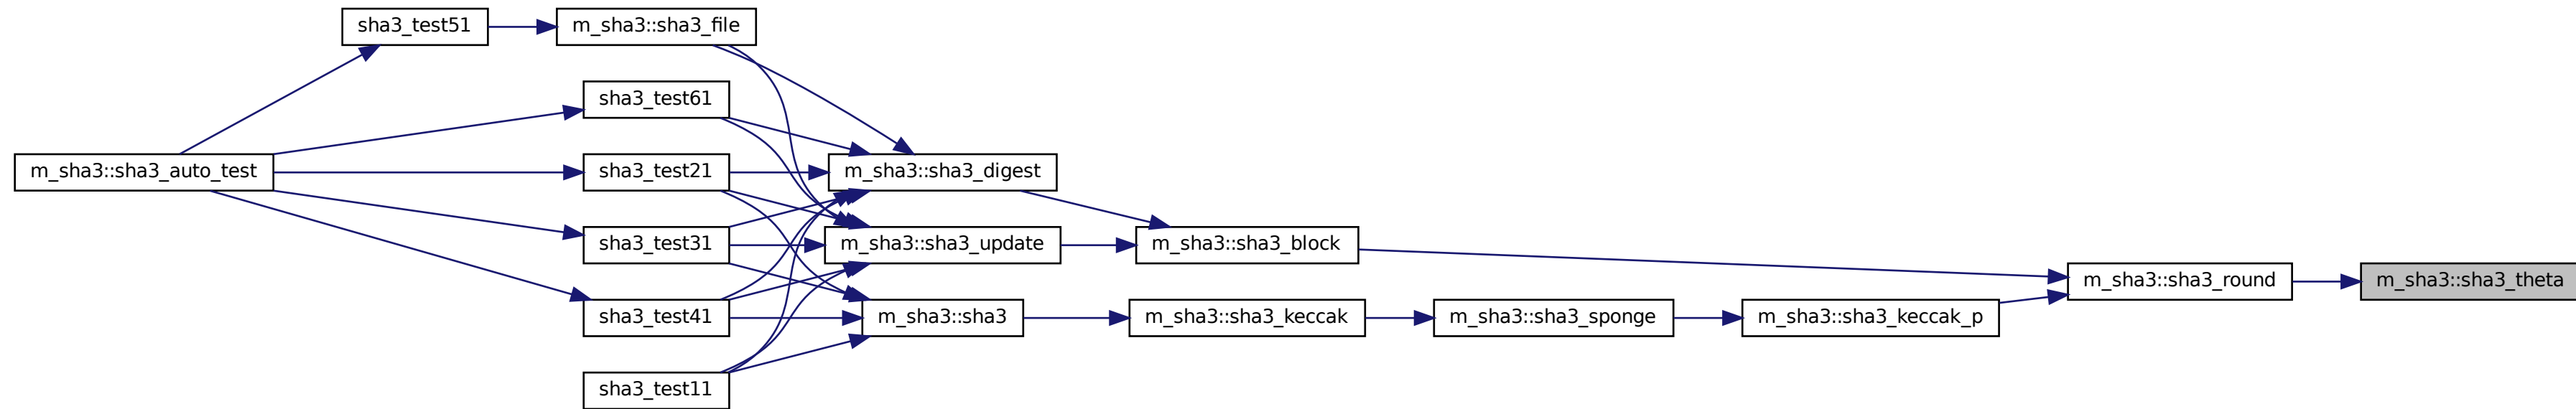 sha3_test51
m_sha3::sha3_file
sha3_test61
m_sha3::sha3_auto_test
sha3_test21
m_sha3::sha3_digest
sha3_test31
m_sha3::sha3_update
m_sha3::sha3_block
m_sha3::sha3_round
m_sha3::sha3_theta
sha3_test41
m_sha3::sha3
m_sha3::sha3_keccak
m_sha3::sha3_sponge
m_sha3::sha3_keccak_p
sha3_test11